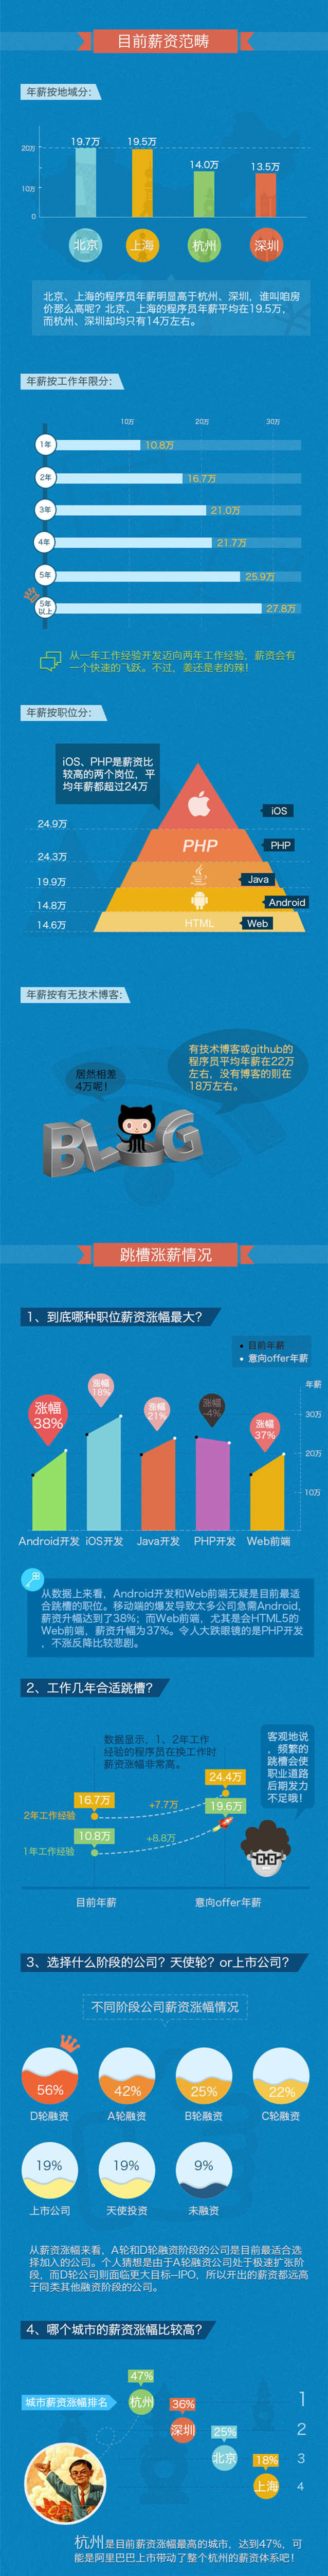 目前薪资范畴
年薪按地域分:
20万
10万
0
19.7万
19.5万
14.0万
13.5万
北京
上海
杭州
深圳
北京、上海的程序员年薪明显高于杭州、深圳，谁叫咱房
价那么高呢？北京、上海的程序员年薪平均在19.5万，
而杭州、深圳却均只有14万左右。
年薪按工作年限分:
10万
20万
30万
1年
10.8万
2年
16.7万
3年
21.0万
4年
21.7万
5年
25.9万
5年
以上
27.8万
从一年工作经验开发迈向两年工作经验，薪资会有
一个快速的飞跃。不过，姜还是老的辣！
年薪按职位分:
iOS、PHP是薪资比
较高的两个岗位，平
均年薪都超过24万
24.9万
24.3万
19.9万
14.8万
14.6万
PHP
Java
HTML
iOS
PHP
Java
Android
Web
年薪按有无技术博客:
有技术博客或github的
程序员平均年薪在22万
左右，没有博客的则在
18万左右。
居然相差
4万呢！
BLOG
跳槽涨薪情况
1、到底哪种职位薪资涨幅最大？
目前年薪
意向offer年薪
年薪
30万
20万
10万
涨幅
38%
涨幅
18%
涨幅
21%
涨幅
-4%
涨幅
37%
Android开发
iOS开发
Java开发
PHP开发
Web前端
从数据上来看，Android开发和Web前端无疑是目前最适
合跳槽的职位。移动端的爆发导致太多公司急需Android，
薪资升幅达到了38%；而Web前端，尤其是会HTML5的
Web前端，薪资升幅为37%。令人大跌眼镜的是PHP开发
，不涨反降比较悲剧。
2、工作几年合适跳槽？
数据显示，1、2年工作
经验的程序员在换工作时
薪资涨幅非常高。
客观地说
，频繁的
跳槽会使
职业道路
后期发力
不足哦！
24.4万
16.7万
+7.7万
19.6万
2年工作经验
10.8万
+8.8万
1年工作经验
目前年薪
意向offer年薪
3、选择什么阶段的公司？天使轮？or上市公司？
不同阶段公司薪资涨幅情况
56%
42%
25%
22%
D轮融资
A轮融资
B轮融资
C轮融资
19%
19%
9%
上市公司
天使投资
未融资
从薪资涨幅来看，A轮和D轮融资阶段的公司是目前最适合选
择加入的公司。个人猜想是由于A轮融资公司处于极速扩张阶
段，而D轮公司则面临更大目标—IPO，所以开出的薪资都远高
于同类其他融资阶段的公司。
4、哪个城市的薪资涨幅比较高？
城市薪资涨幅排名
47%
杭州
1
36%
深圳
2
25%
北京
3
18%
上海
4
杭州是目前薪资涨幅最高的城市，达到47%，可
能是阿里巴巴上市带动了整个杭州的薪资体系吧！